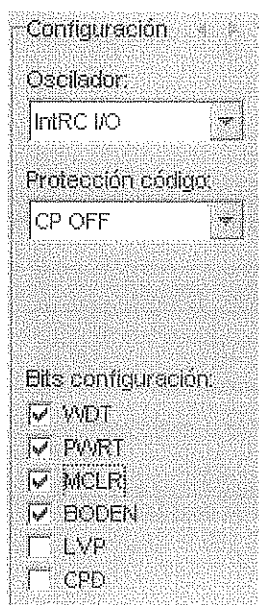 Configuración
Oscilador:
IntRC I/O
Protección código:
CP OFF
Bits configuración:
WDT
PWRT
MCLR
BODEN
LVP
CPD